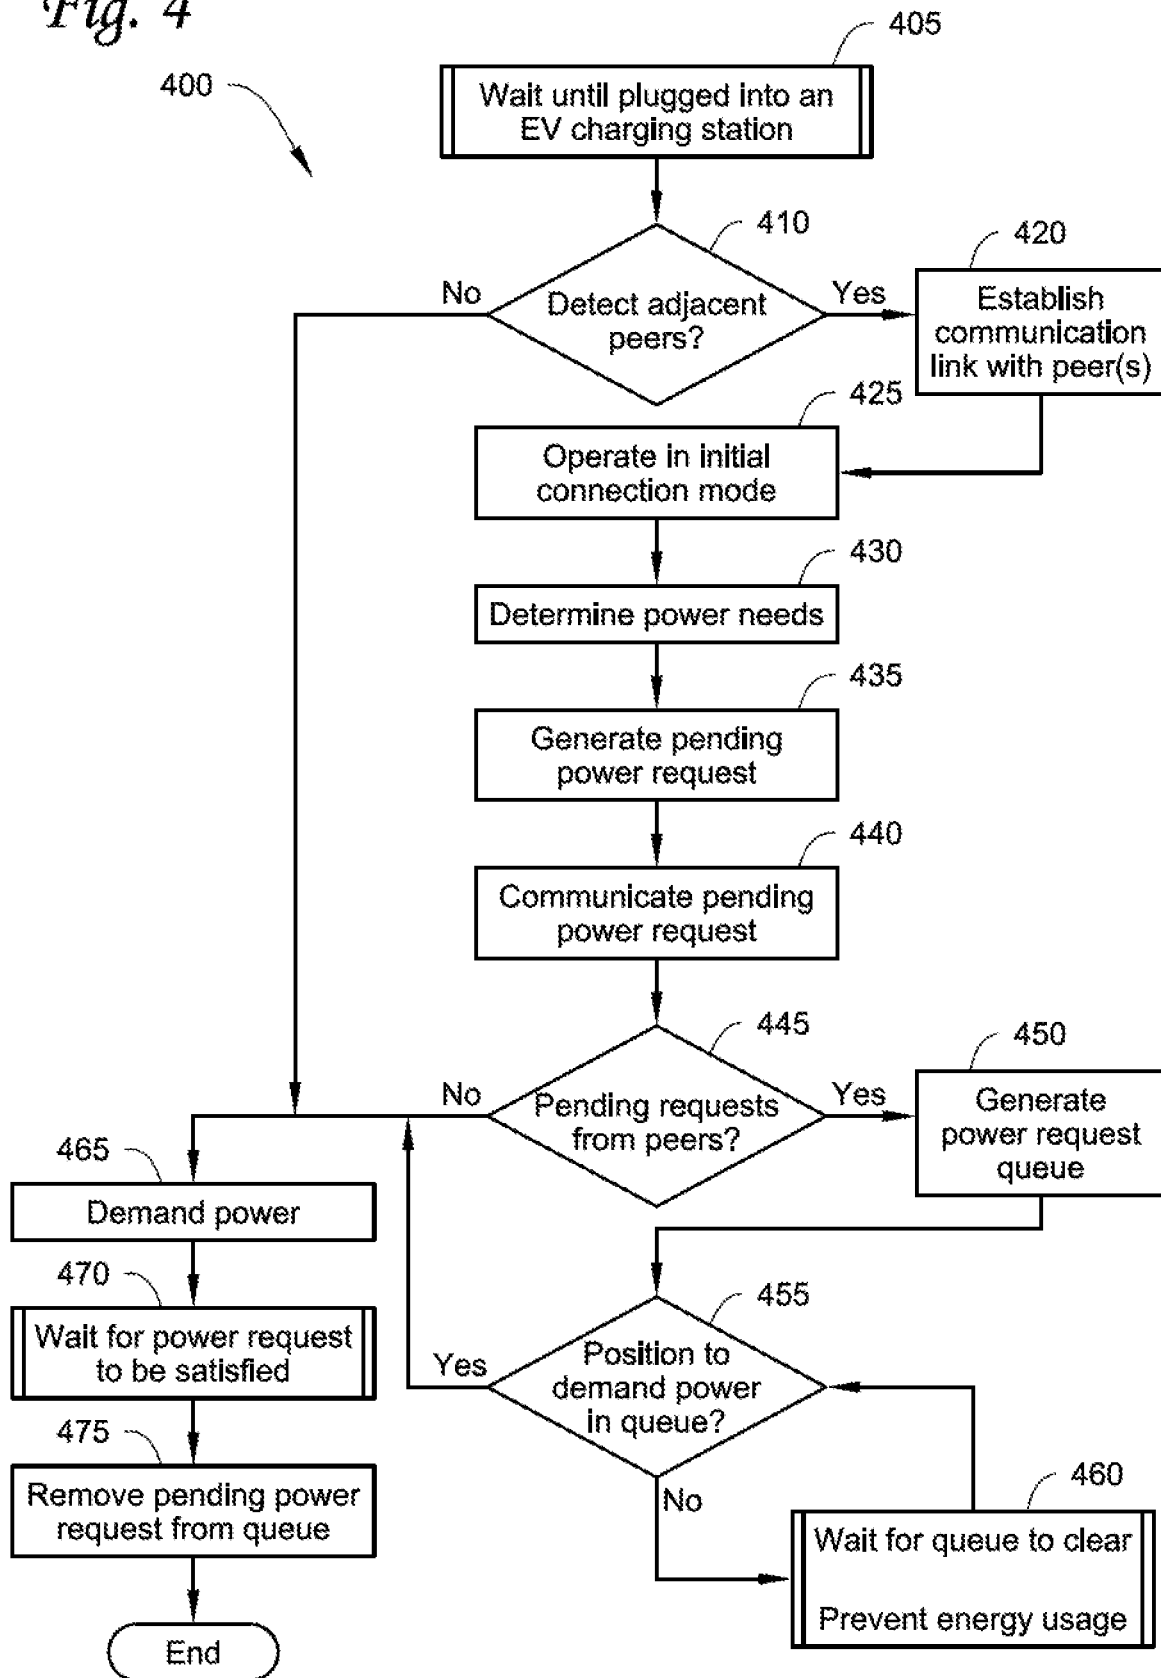 Fig. 4
400
405
Wait until plugged into an
EV charging station
410
Detect adjacent
peers?
No
Yes
420
Establish
communication
link with peer(s)
425
Operate in initial
connection mode
430
Determine power needs
435
Generate pending
power request
440
Communicate pending
power request
445
Pending requests
from peers?
No
Yes
450
Generate
power request
queue
455
Position to
demand power
in queue?
Yes
No
460
Wait for queue to clear
Prevent energy usage
465
Demand power
470
Wait for power request
to be satisfied
475
Remove pending power
request from queue
End